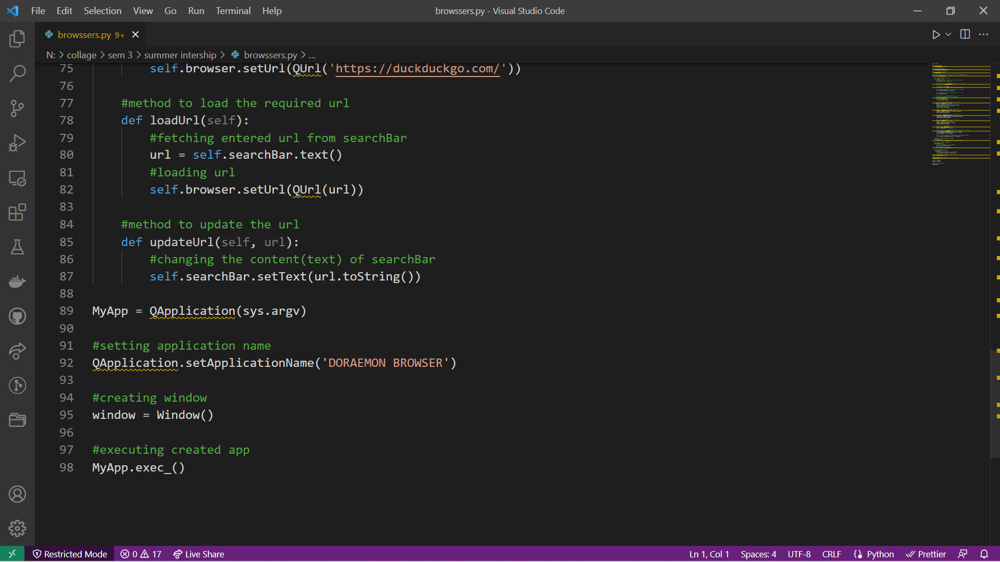 File Edit Selection View Go Run Terminal Help browssers.py - Visual Studio Code
browssers.py 9+
N: > collage > sem 3 > summer intership > browssers.py > ...
75 self.browser.setUrl(QUrl('https://duckduckgo.com/'))
76
77 #method to load the required url
78 def loadUrl(self):
79 #fetching entered url from searchBar
80 url = self.searchBar.text()
81 #loading url
82 self.browser.setUrl(QUrl(url))
83
84 #method to update the url
85 def updateUrl(self, url):
86 #changing the content(text) of searchBar
87 self.searchBar.setText(url.toString())
88
89 MyApp = QApplication(sys.argv)
90
91 #setting application name
92 QApplication.setApplicationName('DORAEMON BROWSER')
93
94 #creating window
95 window = Window()
96
97 #executing created app
98 MyApp.exec_()
Restricted Mode 0 17 Live Share Ln 1, Col 1 Spaces: 4 UTF-8 CRLF Python Prettier